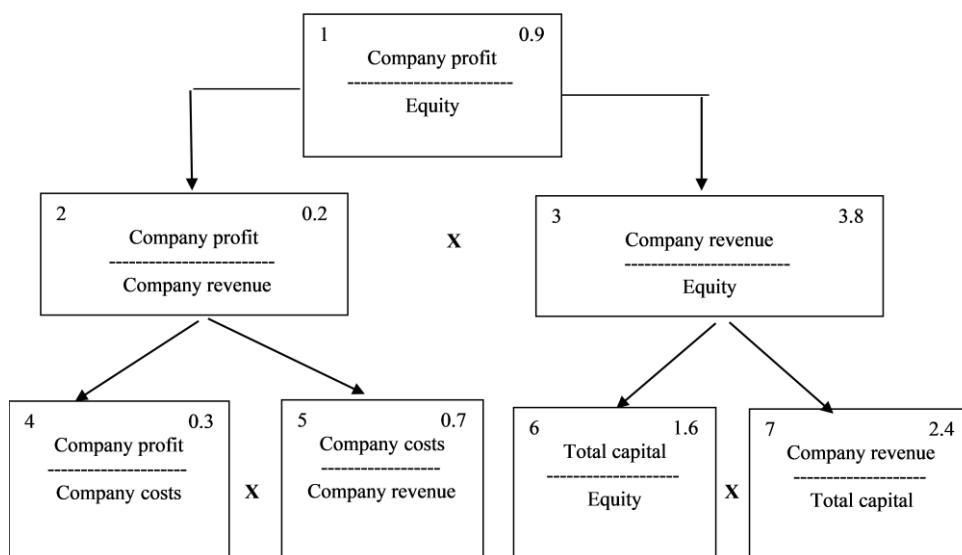 1 0.9
Company profit
---------------------------
Equity
2 0.2
Company profit
---------------------------
Company revenue
X
3 3.8
Company revenue
---------------------------
Equity
4 0.3
Company profit
----------------------
Company costs
X
5 0.7
Company costs
------------------
Company revenue
6 1.6
Total capital
---------------------
Equity
X
7 2.4
Company revenue
---------------------
Total capital